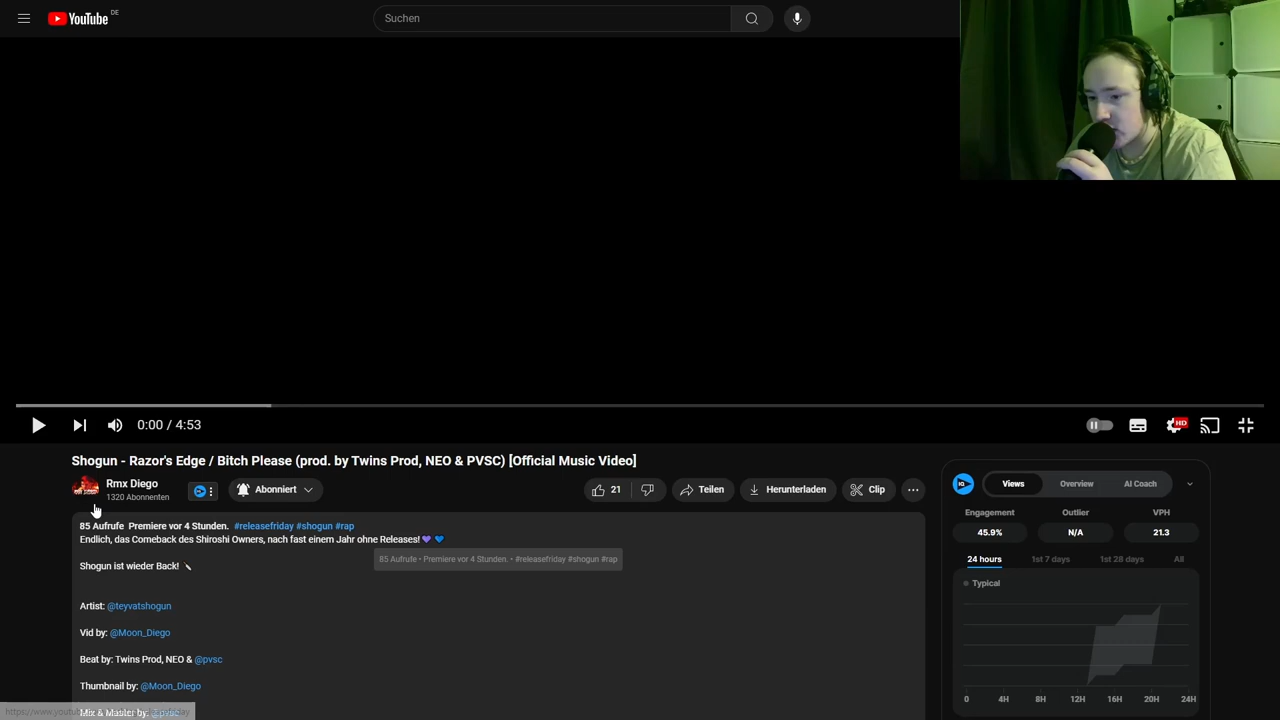 YouTube DE
Suchen
0:00 / 4:53
HD
Shogun - Razor's Edge / Bitch Please (prod. by Twins Prod, NEO & PVSC) [Official Music Video]
Rmx Diego
1320 Abonnenten
Abonniert
21
Teilen
Herunterladen
Clip
85 Aufrufe Premiere vor 4 Stunden. #releasefriday #shogun #rap
Endlich, das Comeback des Shiroshi Owners, nach fast einem Jahr ohne Releases!
85 Aufrufe • Premiere vor 4 Stunden. • #releasefriday #shogun #rap
Shogun ist wieder Back!
Artist: @teyvatshogun
Vid by: @Moon_Diego
Beat by: Twins Prod, NEO & @pvsc
Thumbnail by: @Moon_Diego
Mix & Master by: @pvsc
Views
Overview
AI Coach
Engagement
Outlier
VPH
45.9%
N/A
21.3
24 hours
1st 7 days
1st 28 days
All
Typical
0 4H 8H 12H 16H 20H 24H